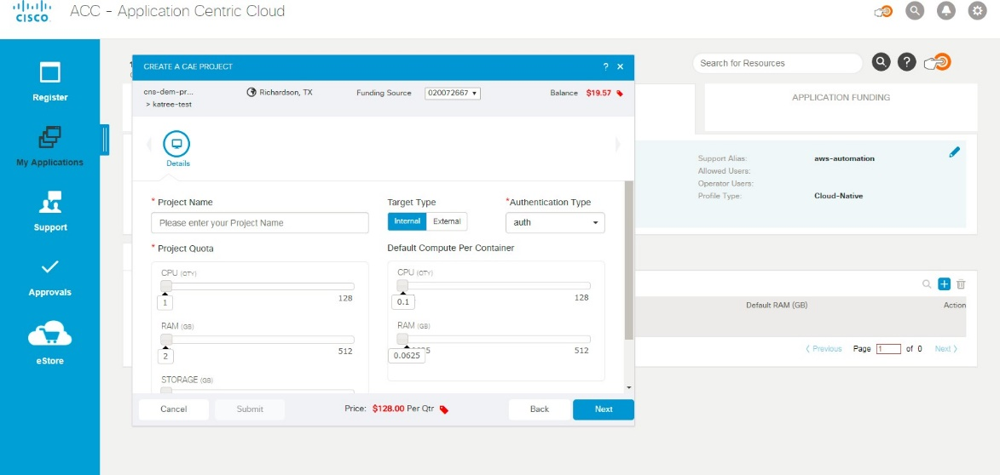 CISCO
ACC - Application Centric Cloud
Register
My Applications
Support
Approvals
eStore
CREATE A CAE PROJECT
? ×
cns-dem-pr...
> katree-test
Richardson, TX
Funding Source
020072667
Balance $19.57
Details
* Project Name
Please enter your Project Name
Target Type
Internal External
*Authentication Type
auth
* Project Quota
CPU (QTY)
1
128
RAM (GB)
2
512
STORAGE (GB)
Default Compute Per Container
CPU (QTY)
0.1
128
RAM (GB)
0.0625
512
Cancel
Submit
Price: $128.00 Per Qtr
Back
Next
Search for Resources
?
APPLICATION FUNDING
Support Alias: aws-automation
Allowed Users:
Operator Users:
Profile Type: Cloud-Native
Default RAM (GB)
Action
Previous Page 1 of 0 Next